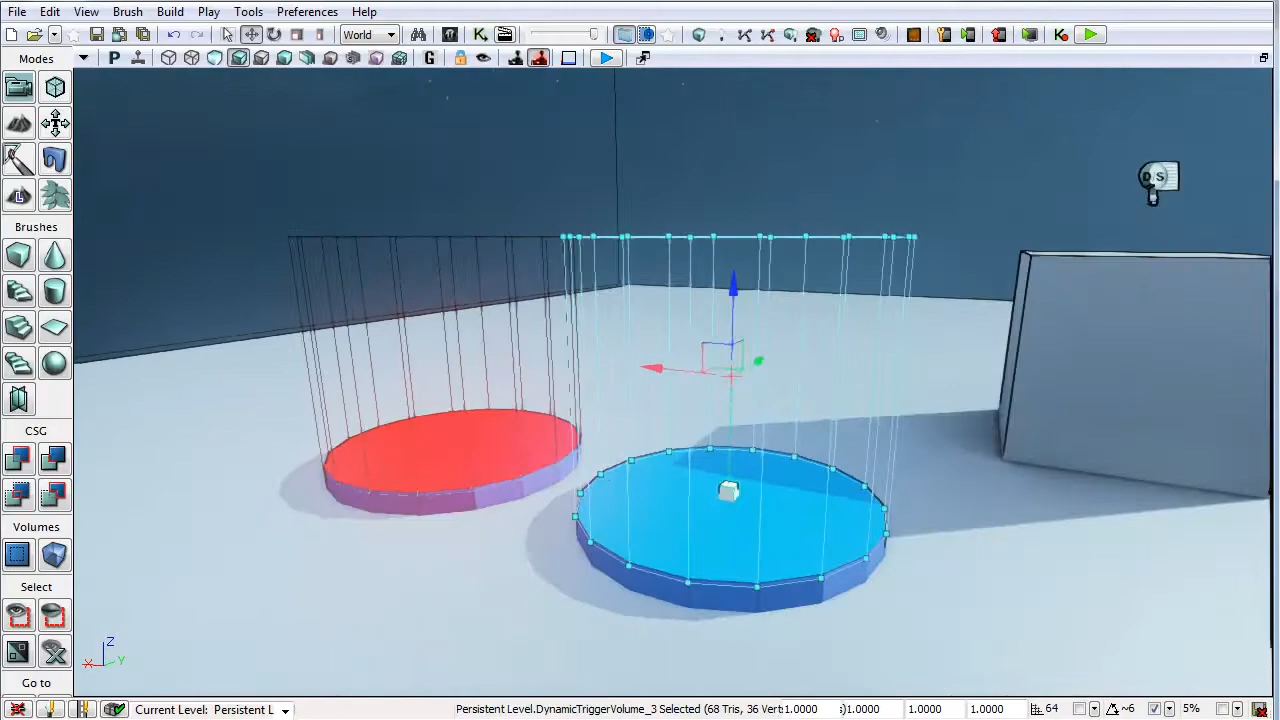 File Edit View Brush Build Play Tools Preferences Help
World
Modes
P
G
L
D S
Brushes
CSG
Volumes
Select
Go to
Z
X Y
Current Level: Persistent L
Persistent Level.DynamicTriggerVolume_3 Selected (68 Tris, 36 Vert
1.0000 1.0000 1.0000 1.0000 64 ~6 5%